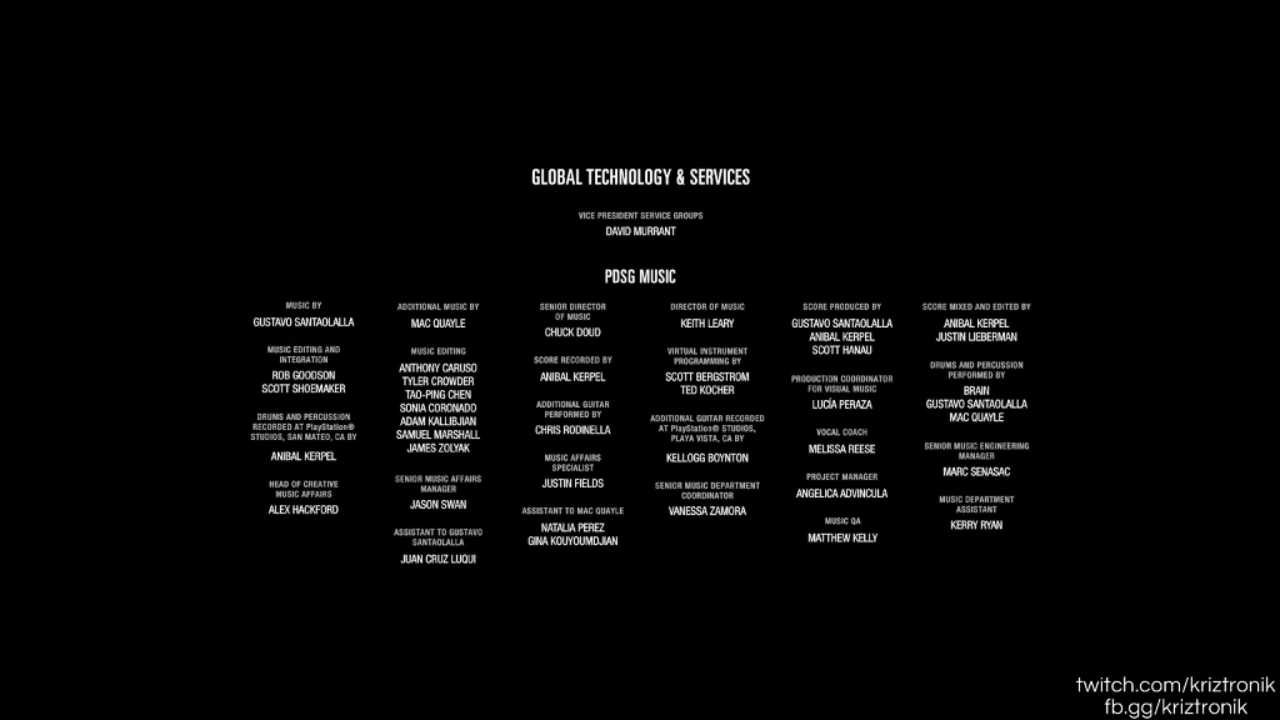 GLOBAL TECHNOLOGY & SERVICES
VICE PRESIDENT SERVICE GROUPS
DAVID MURRANT
PDSG MUSIC
MUSIC BY
GUSTAVO SANTAOLALLA
MUSIC EDITING AND
INTEGRATION
ROB GOODSON
SCOTT SHOEMAKER
DRUMS AND PERCUSSION
RECORDED AT PlayStation®
STUDIOS, SAN MATEO, CA BY
ANIBAL KERPEL
HEAD OF CREATIVE
MUSIC AFFAIRS
ALEX HACKFORD
ADDITIONAL MUSIC BY
MAC QUAYLE
MUSIC EDITING
ANTHONY CARUSO
TYLER CROWDER
TAO-PING CHEN
SONIA CORONADO
ADAM KALLIBJIAN
SAMUEL MARSHALL
JAMES ZOLYAK
SENIOR MUSIC AFFAIRS
MANAGER
JASON SWAN
ASSISTANT TO GUSTAVO
SANTAOLALLA
JUAN CRUZ LUQUI
SENIOR DIRECTOR
OF MUSIC
CHUCK DOUD
SCORE RECORDED BY
ANIBAL KERPEL
ADDITIONAL GUITAR
PERFORMED BY
CHRIS RODINELLA
MUSIC AFFAIRS
SPECIALIST
JUSTIN FIELDS
ASSISTANT TO MAC QUAYLE
NATALIA PEREZ
GINA KOUYOUMDJIAN
DIRECTOR OF MUSIC
KEITH LEARY
VIRTUAL INSTRUMENT
PROGRAMMING BY
SCOTT BERGSTROM
TED KOCHER
ADDITIONAL GUITAR RECORDED
AT PlayStation® STUDIOS,
PLAYA VISTA, CA BY
KELLOGG BOYNTON
SENIOR MUSIC DEPARTMENT
COORDINATOR
VANESSA ZAMORA
SCORE PRODUCED BY
GUSTAVO SANTAOLALLA
ANIBAL KERPEL
SCOTT HANAU
PRODUCTION COORDINATOR
FOR VISUAL MUSIC
LUCÍA PERAZA
VOCAL COACH
MELISSA REESE
PROJECT MANAGER
ANGELICA ADVINCULA
MUSIC QA
MATTHEW KELLY
SCORE MIXED AND EDITED BY
ANIBAL KERPEL
JUSTIN LIEBERMAN
DRUMS AND PERCUSSION
PERFORMED BY
BRAIN
GUSTAVO SANTAOLALLA
MAC QUAYLE
SENIOR MUSIC ENGINEERING
MANAGER
MARC SENASAC
MUSIC DEPARTMENT
ASSISTANT
KERRY RYAN
twitch.com/kriztronik
fb.gg/kriztronik